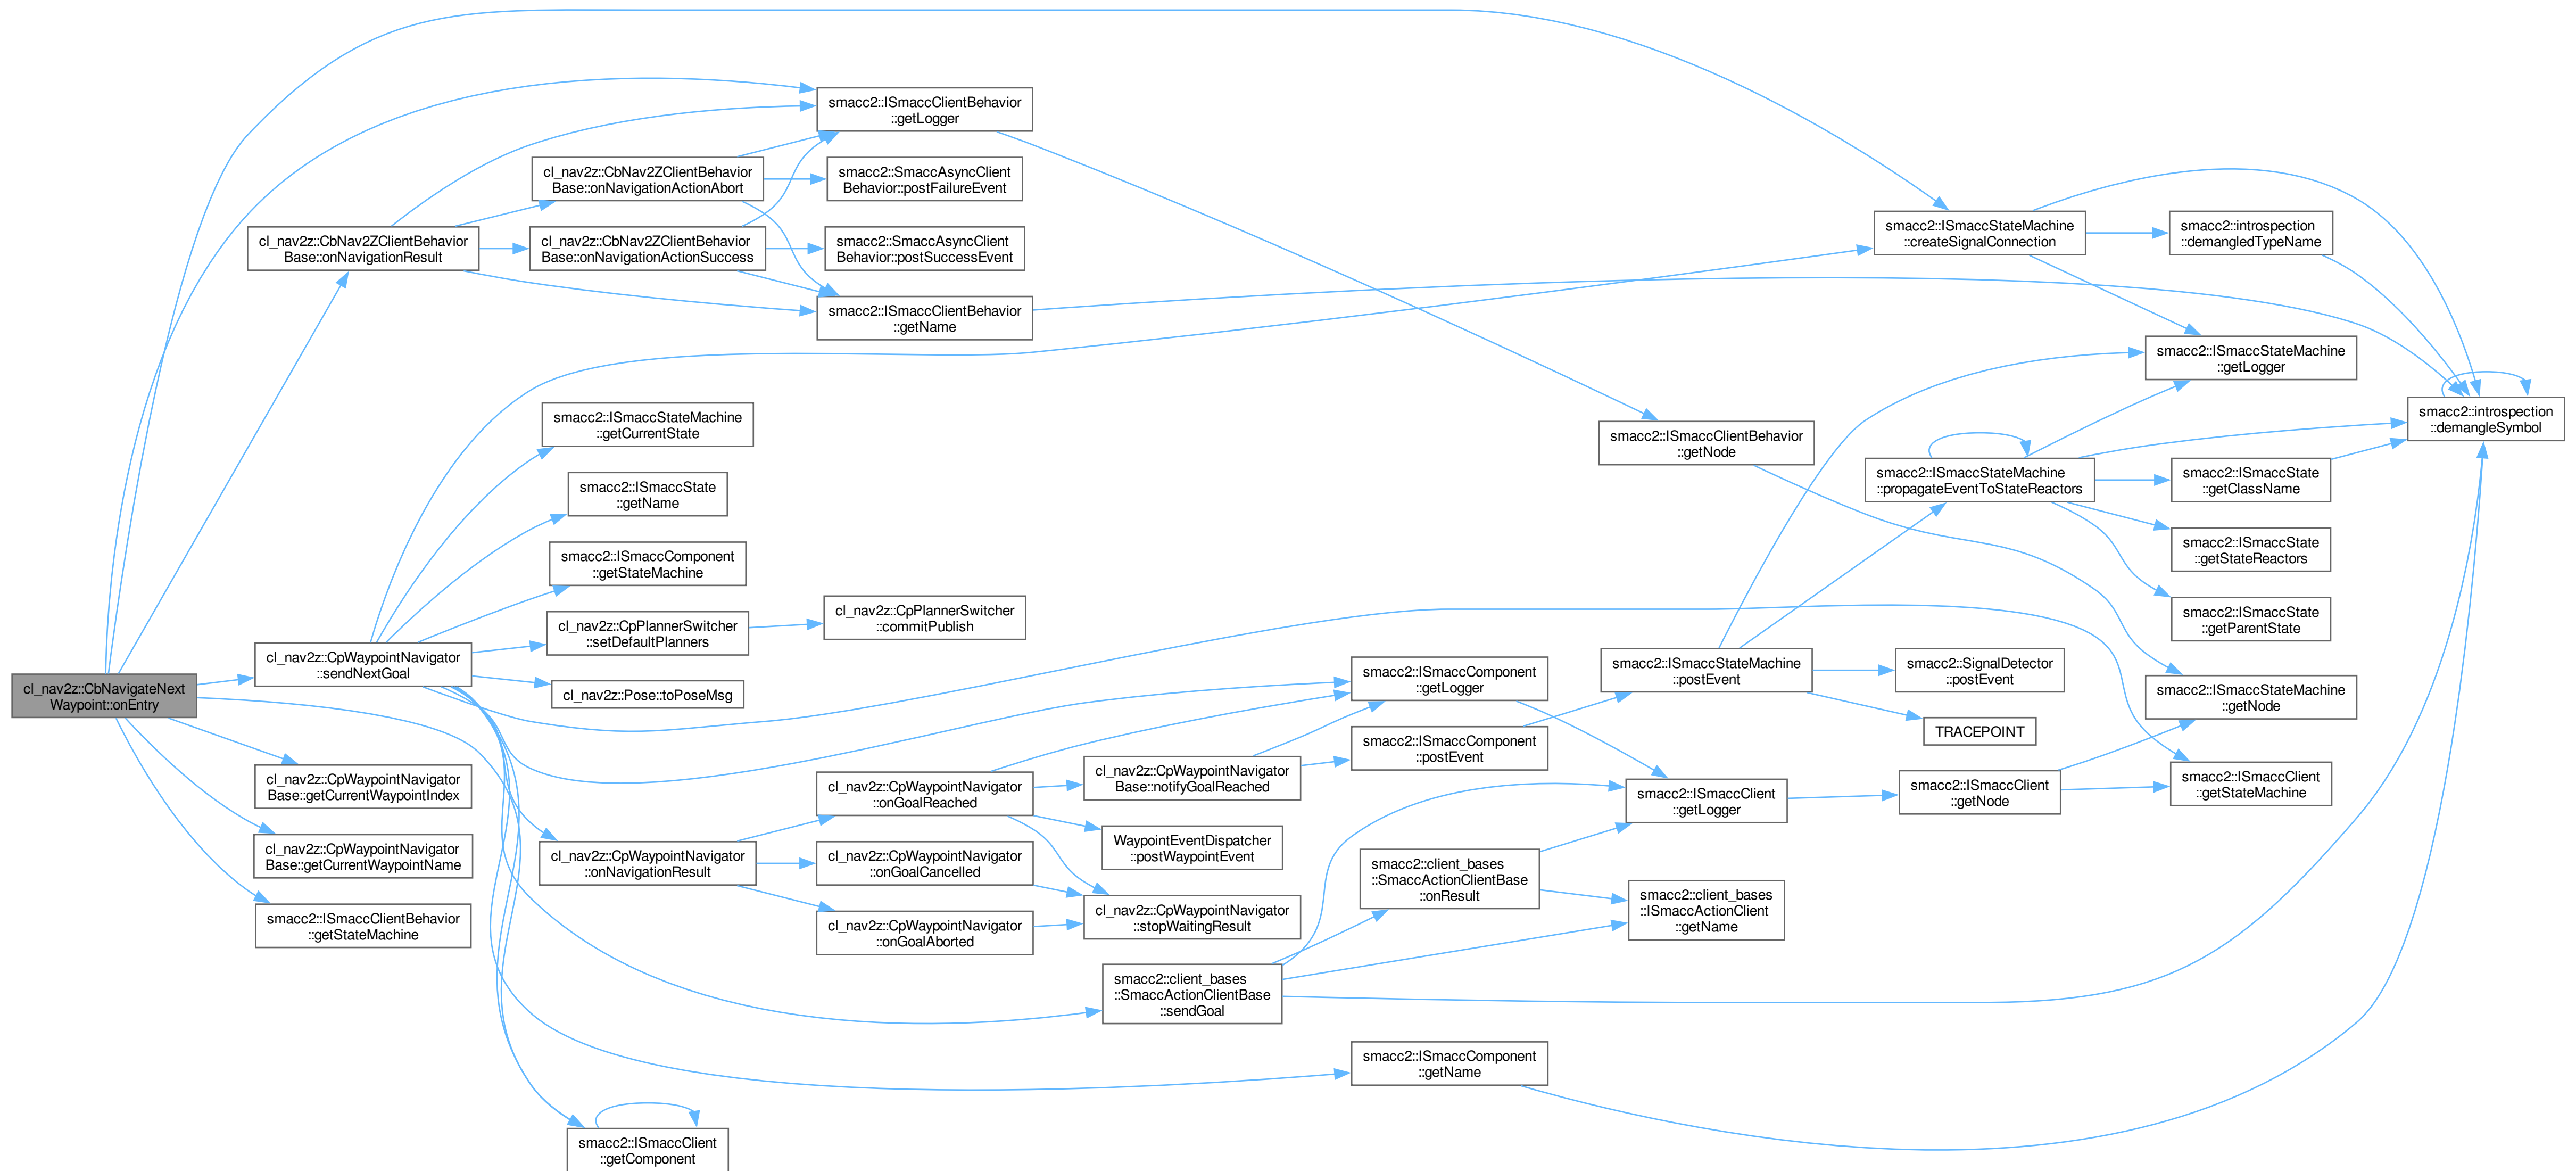 cl_nav2z::CbNavigateNext
Waypoint::onEntry
cl_nav2z::CbNav2ZClientBehavior
Base::onNavigationResult
cl_nav2z::CpWaypointNavigator
::sendNextGoal
cl_nav2z::CpWaypointNavigator
Base::getCurrentWaypointIndex
cl_nav2z::CpWaypointNavigator
Base::getCurrentWaypointName
smacc2::ISmaccClientBehavior
::getStateMachine
cl_nav2z::CbNav2ZClientBehavior
Base::onNavigationActionAbort
cl_nav2z::CbNav2ZClientBehavior
Base::onNavigationActionSuccess
smacc2::ISmaccStateMachine
::getCurrentState
smacc2::ISmaccState
::getName
smacc2::ISmaccComponent
::getStateMachine
cl_nav2z::CpPlannerSwitcher
::setDefaultPlanners
cl_nav2z::Pose::toPoseMsg
cl_nav2z::CpWaypointNavigator
::onNavigationResult
smacc2::ISmaccClient
::getComponent
smacc2::ISmaccClientBehavior
::getLogger
smacc2::SmaccAsyncClient
Behavior::postFailureEvent
smacc2::SmaccAsyncClient
Behavior::postSuccessEvent
smacc2::ISmaccClientBehavior
::getName
cl_nav2z::CpPlannerSwitcher
::commitPublish
cl_nav2z::CpWaypointNavigator
::onGoalReached
cl_nav2z::CpWaypointNavigator
::onGoalCancelled
cl_nav2z::CpWaypointNavigator
::onGoalAborted
cl_nav2z::CpWaypointNavigator
Base::notifyGoalReached
WaypointEventDispatcher
::postWaypointEvent
cl_nav2z::CpWaypointNavigator
::stopWaitingResult
smacc2::client_bases
::SmaccActionClientBase
::sendGoal
smacc2::ISmaccComponent
::getLogger
smacc2::ISmaccComponent
::postEvent
smacc2::client_bases
::SmaccActionClientBase
::onResult
smacc2::ISmaccComponent
::getName
smacc2::ISmaccClientBehavior
::getNode
smacc2::ISmaccStateMachine
::postEvent
smacc2::ISmaccClient
::getLogger
smacc2::client_bases
::ISmaccActionClient
::getName
smacc2::ISmaccStateMachine
::createSignalConnection
smacc2::ISmaccStateMachine
::propagateEventToStateReactors
smacc2::SignalDetector
::postEvent
TRACEPOINT
smacc2::ISmaccClient
::getNode
smacc2::introspection
::demangledTypeName
smacc2::ISmaccStateMachine
::getLogger
smacc2::ISmaccState
::getClassName
smacc2::ISmaccState
::getStateReactors
smacc2::ISmaccState
::getParentState
smacc2::ISmaccStateMachine
::getNode
smacc2::ISmaccClient
::getStateMachine
smacc2::introspection
::demangleSymbol